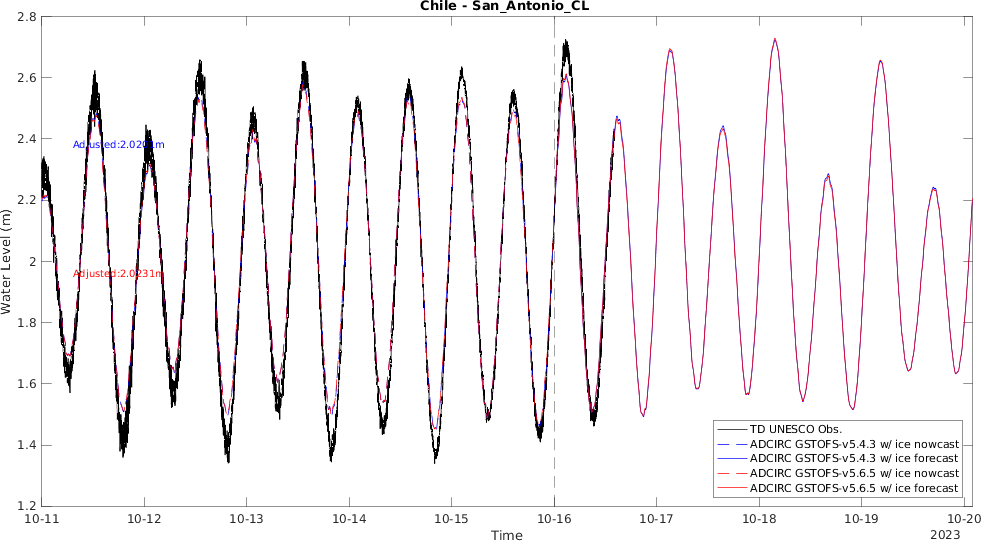 Chile - San_Antonio_CL
2.8
2.6
2.4
2.2
2
1.8
1.6
1.4
1.2
Water Level (m)
Adjusted:2.0231m
10-11
10-12
10-13
10-14
10-15
10-16
10-17
10-18
10-19
10-20
Time
2023
TD UNESCO Obs.
ADCIRC GSTOFS-v5.4.3 w/ ice nowcast
ADCIRC GSTOFS-v5.4.3 w/ ice forecast
ADCIRC GSTOFS-v5.6.5 w/ ice nowcast
ADCIRC GSTOFS-v5.6.5 w/ ice forecast